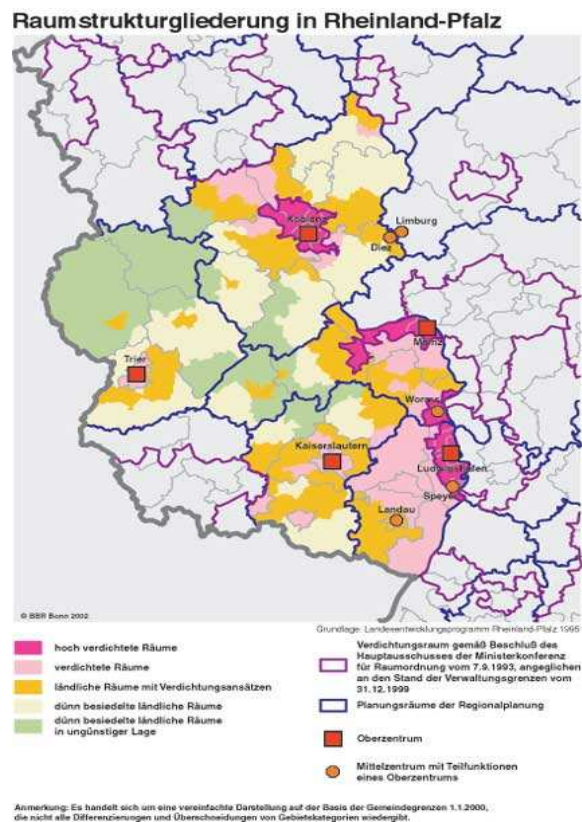 Raumstrukturgliederung in Rheinland-Pfalz
Koblenz
Limburg
Diez
Mainz
Trier
Worms
Kaiserslautern
Ludwigshafen
Speyer
Landau
© BBR Bonn 2002
Grundlage: Landesentwicklungsprogramm Rheinland-Pfalz 1995
hoch verdichtete Räume
verdichtete Räume
ländliche Räume mit Verdichtungsansätzen
dünn besiedelte ländliche Räume
dünn besiedelte ländliche Räume
in ungünstiger Lage
Verdichtungsraum gemäß Beschluß des
Hauptausschusses der Ministerkonferenz
für Raumordnung vom 7.9.1993, angeglichen
an den Stand der Verwaltungsgrenzen vom
31.12.1999
Planungsräume der Regionalplanung
Oberzentrum
Mittelzentrum mit Teilfunktionen
eines Oberzentrums
Anmerkung: Es handelt sich um eine vereinfachte Darstellung auf der Basis der Gemeindegrenzen 1.1.2000,
die nicht alle Differenzierungen und Überschneidungen von Gebietskategorien wiedergibt.